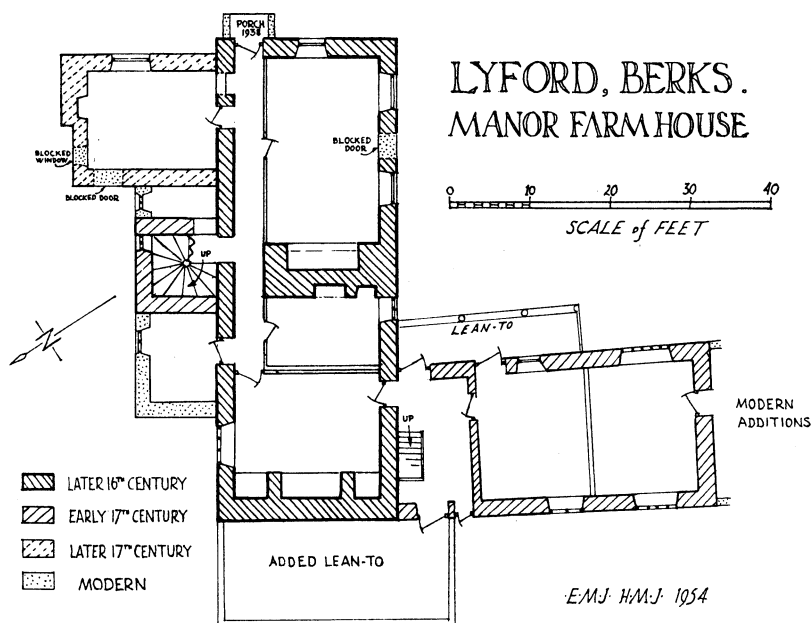 PORCH
1938
LYFORD, BERKS.
MANOR FARM HOUSE
BLOCKED
DOOR
BLOCKED
WINDOW
BLOCKED DOOR
0 10 20 30 40
SCALE of FEET
UP
N
LEAN-TO
MODERN
ADDITIONS
UP
LATER 16TH CENTURY
EARLY 17TH CENTURY
LATER 17TH CENTURY
MODERN
ADDED LEAN-TO
E.M.J. H.M.J. 1954